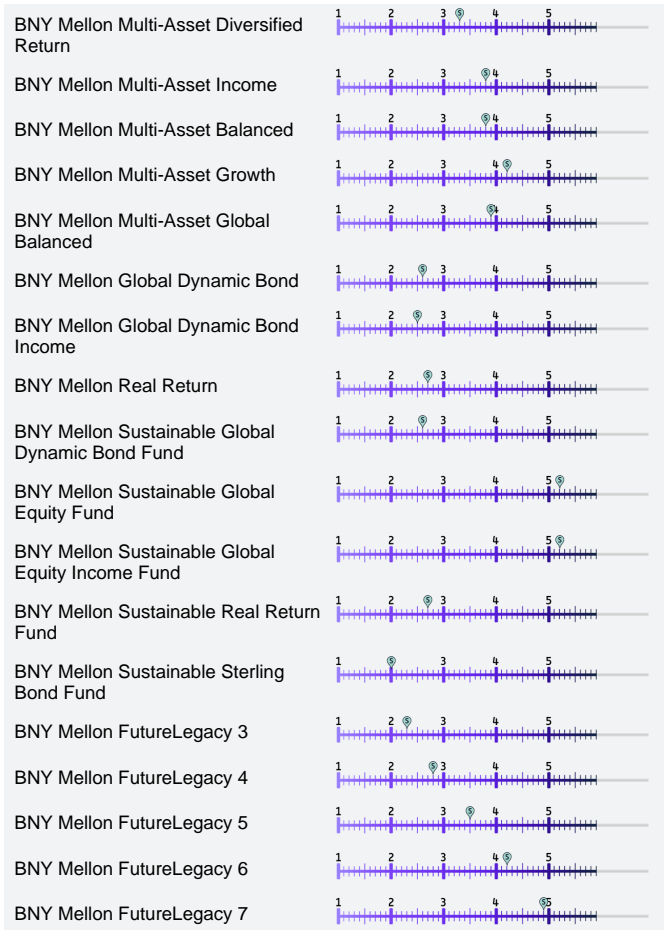 BNY Mellon Multi-Asset Diversified 1 2 3 S 4 5
Return
BNY Mellon Multi-Asset Income 1 2 3 S 4 5
BNY Mellon Multi-Asset Balanced 1 2 3 S 4 5
BNY Mellon Multi-Asset Growth 1 2 3 4 S 5
BNY Mellon Multi-Asset Global 1 2 3 S 4 5
Balanced
BNY Mellon Global Dynamic Bond 1 2 S 3 4 5
BNY Mellon Global Dynamic Bond 1 2 S 3 4 5
Income
BNY Mellon Real Return 1 2 S 3 4 5
BNY Mellon Sustainable Global 1 2 S 3 4 5
Dynamic Bond Fund
BNY Mellon Sustainable Global 1 2 3 4 5 S
Equity Fund
BNY Mellon Sustainable Global 1 2 3 4 5 S
Equity Income Fund
BNY Mellon Sustainable Real Return 1 2 S 3 4 5
Fund
BNY Mellon Sustainable Sterling 1 S 3 4 5
Bond Fund
BNY Mellon FutureLegacy 3 1 2 S 3 4 5
BNY Mellon FutureLegacy 4 1 2 S 3 4 5
BNY Mellon FutureLegacy 5 1 2 3 S 4 5
BNY Mellon FutureLegacy 6 1 2 3 4 S 5
BNY Mellon FutureLegacy 7 1 2 3 4 S 5